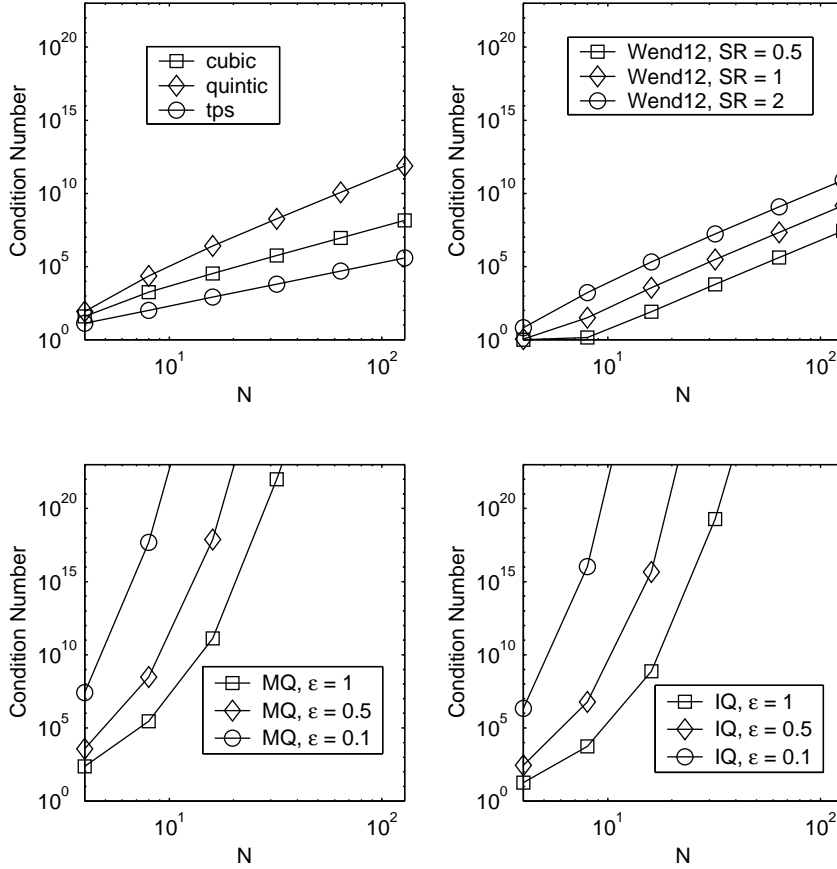 10^20
10^15
10^10
10^5
10^0
Condition Number
cubic
quintic
tps
10^1
10^2
N
10^20
10^15
10^10
10^5
10^0
Condition Number
Wend12, SR = 0.5
Wend12, SR = 1
Wend12, SR = 2
10^1
10^2
N
10^20
10^15
10^10
10^5
10^0
Condition Number
MQ, ε = 1
MQ, ε = 0.5
MQ, ε = 0.1
10^1
10^2
N
10^20
10^15
10^10
10^5
10^0
Condition Number
IQ, ε = 1
IQ, ε = 0.5
IQ, ε = 0.1
10^1
10^2
N